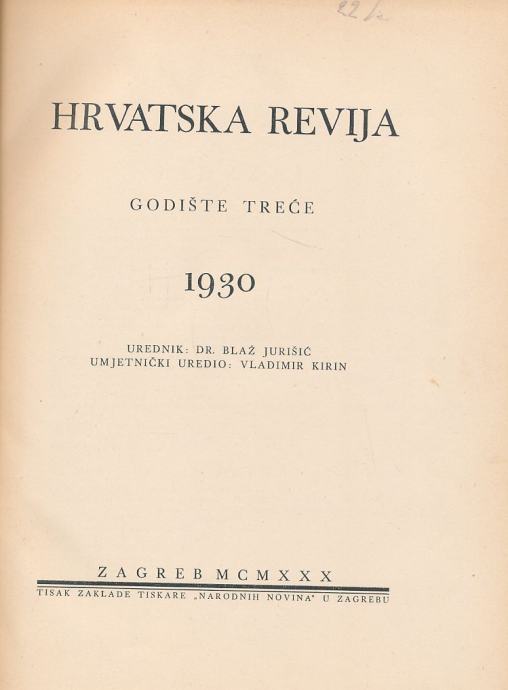 HRVATSKA REVIJA
GODIŠTE TREĆE
1930
UREDNIK: DR. BLAŽ JURIŠIĆ
UMJETNIČKI UREDIO: VLADIMIR KIRIN
ZAGREB MCMXXX
TISAK ZAKLADE TISKARE „NARODNIH NOVINA" U ZAGREBU